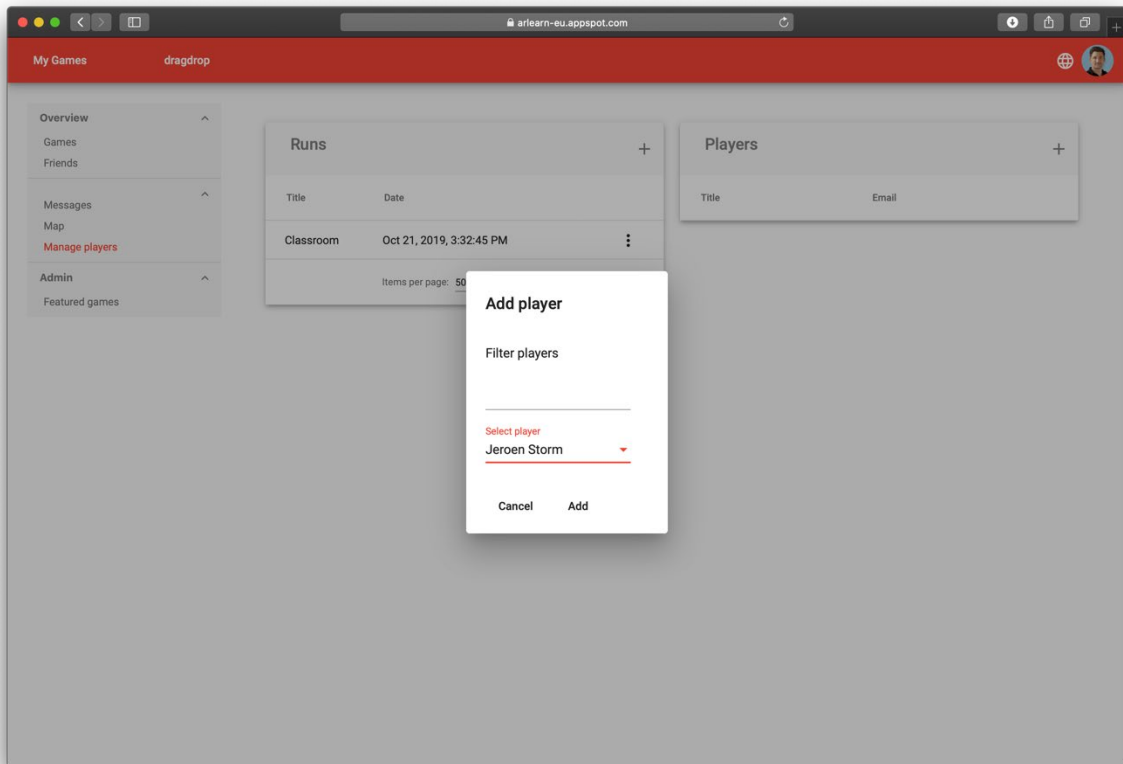 arlearn-eu.appspot.com
My Games dragdrop
Overview
Games
Friends
Messages
Map
Manage players
Admin
Featured games
Runs
Title Date
Classroom Oct 21, 2019, 3:32:45 PM
Items per page: 50
Players
Title Email
Add player
Filter players
Select player
Jeroen Storm
Cancel Add